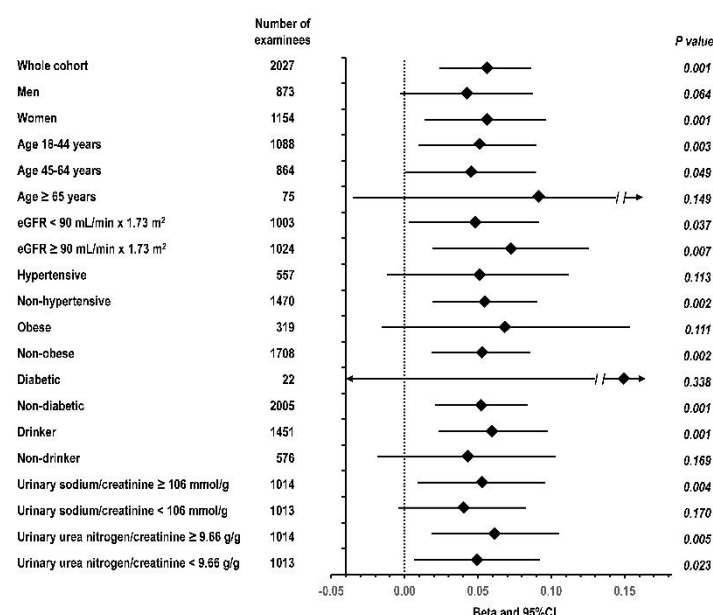 Number of
examinees
P value
Whole cohort 2027 0.001
Men 873 0.064
Women 1154 0.001
Age 18-44 years 1088 0.003
Age 45-64 years 864 0.049
Age ≥ 65 years 75 0.149
eGFR < 90 mL/min x 1.73 m² 1003 0.037
eGFR ≥ 90 mL/min x 1.73 m² 1024 0.007
Hypertensive 557 0.113
Non-hypertensive 1470 0.002
Obese 319 0.111
Non-obese 1708 0.002
Diabetic 22 0.338
Non-diabetic 2005 0.001
Drinker 1451 0.001
Non-drinker 576 0.169
Urinary sodium/creatinine ≥ 106 mmol/g 1014 0.004
Urinary sodium/creatinine < 106 mmol/g 1013 0.170
Urinary urea nitrogen/creatinine ≥ 9.66 g/g 1014 0.005
Urinary urea nitrogen/creatinine < 9.66 g/g 1013 0.023
-0.05 0.00 0.05 0.10 0.15
Beta and 95%CI